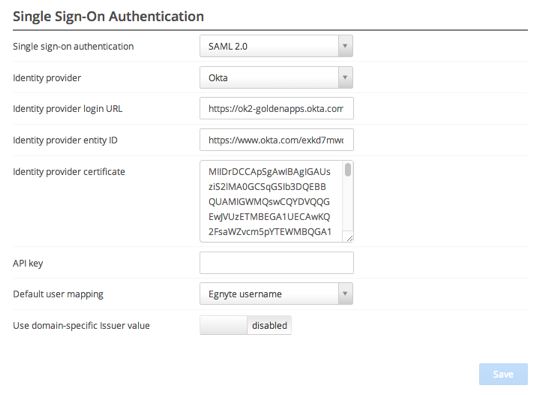 Single Sign-On Authentication
Single sign-on authentication SAML 2.0
Identity provider Okta
Identity provider login URL https://ok2-goldenapps.okta.com
Identity provider entity ID https://www.okta.com/exkd7mwc
Identity provider certificate MIIDrDCCApSgAwIBAgIGAUs
ziS2IMA0GCSqGSIb3DQEBB
QUAMIGWMQswCQYDVQQG
EwJVUzETMBEGA1UECAwKQ
2FsaWZvcm5pYTEWMBQGA1
API key
Default user mapping Egnyte username
Use domain-specific Issuer value disabled
Save